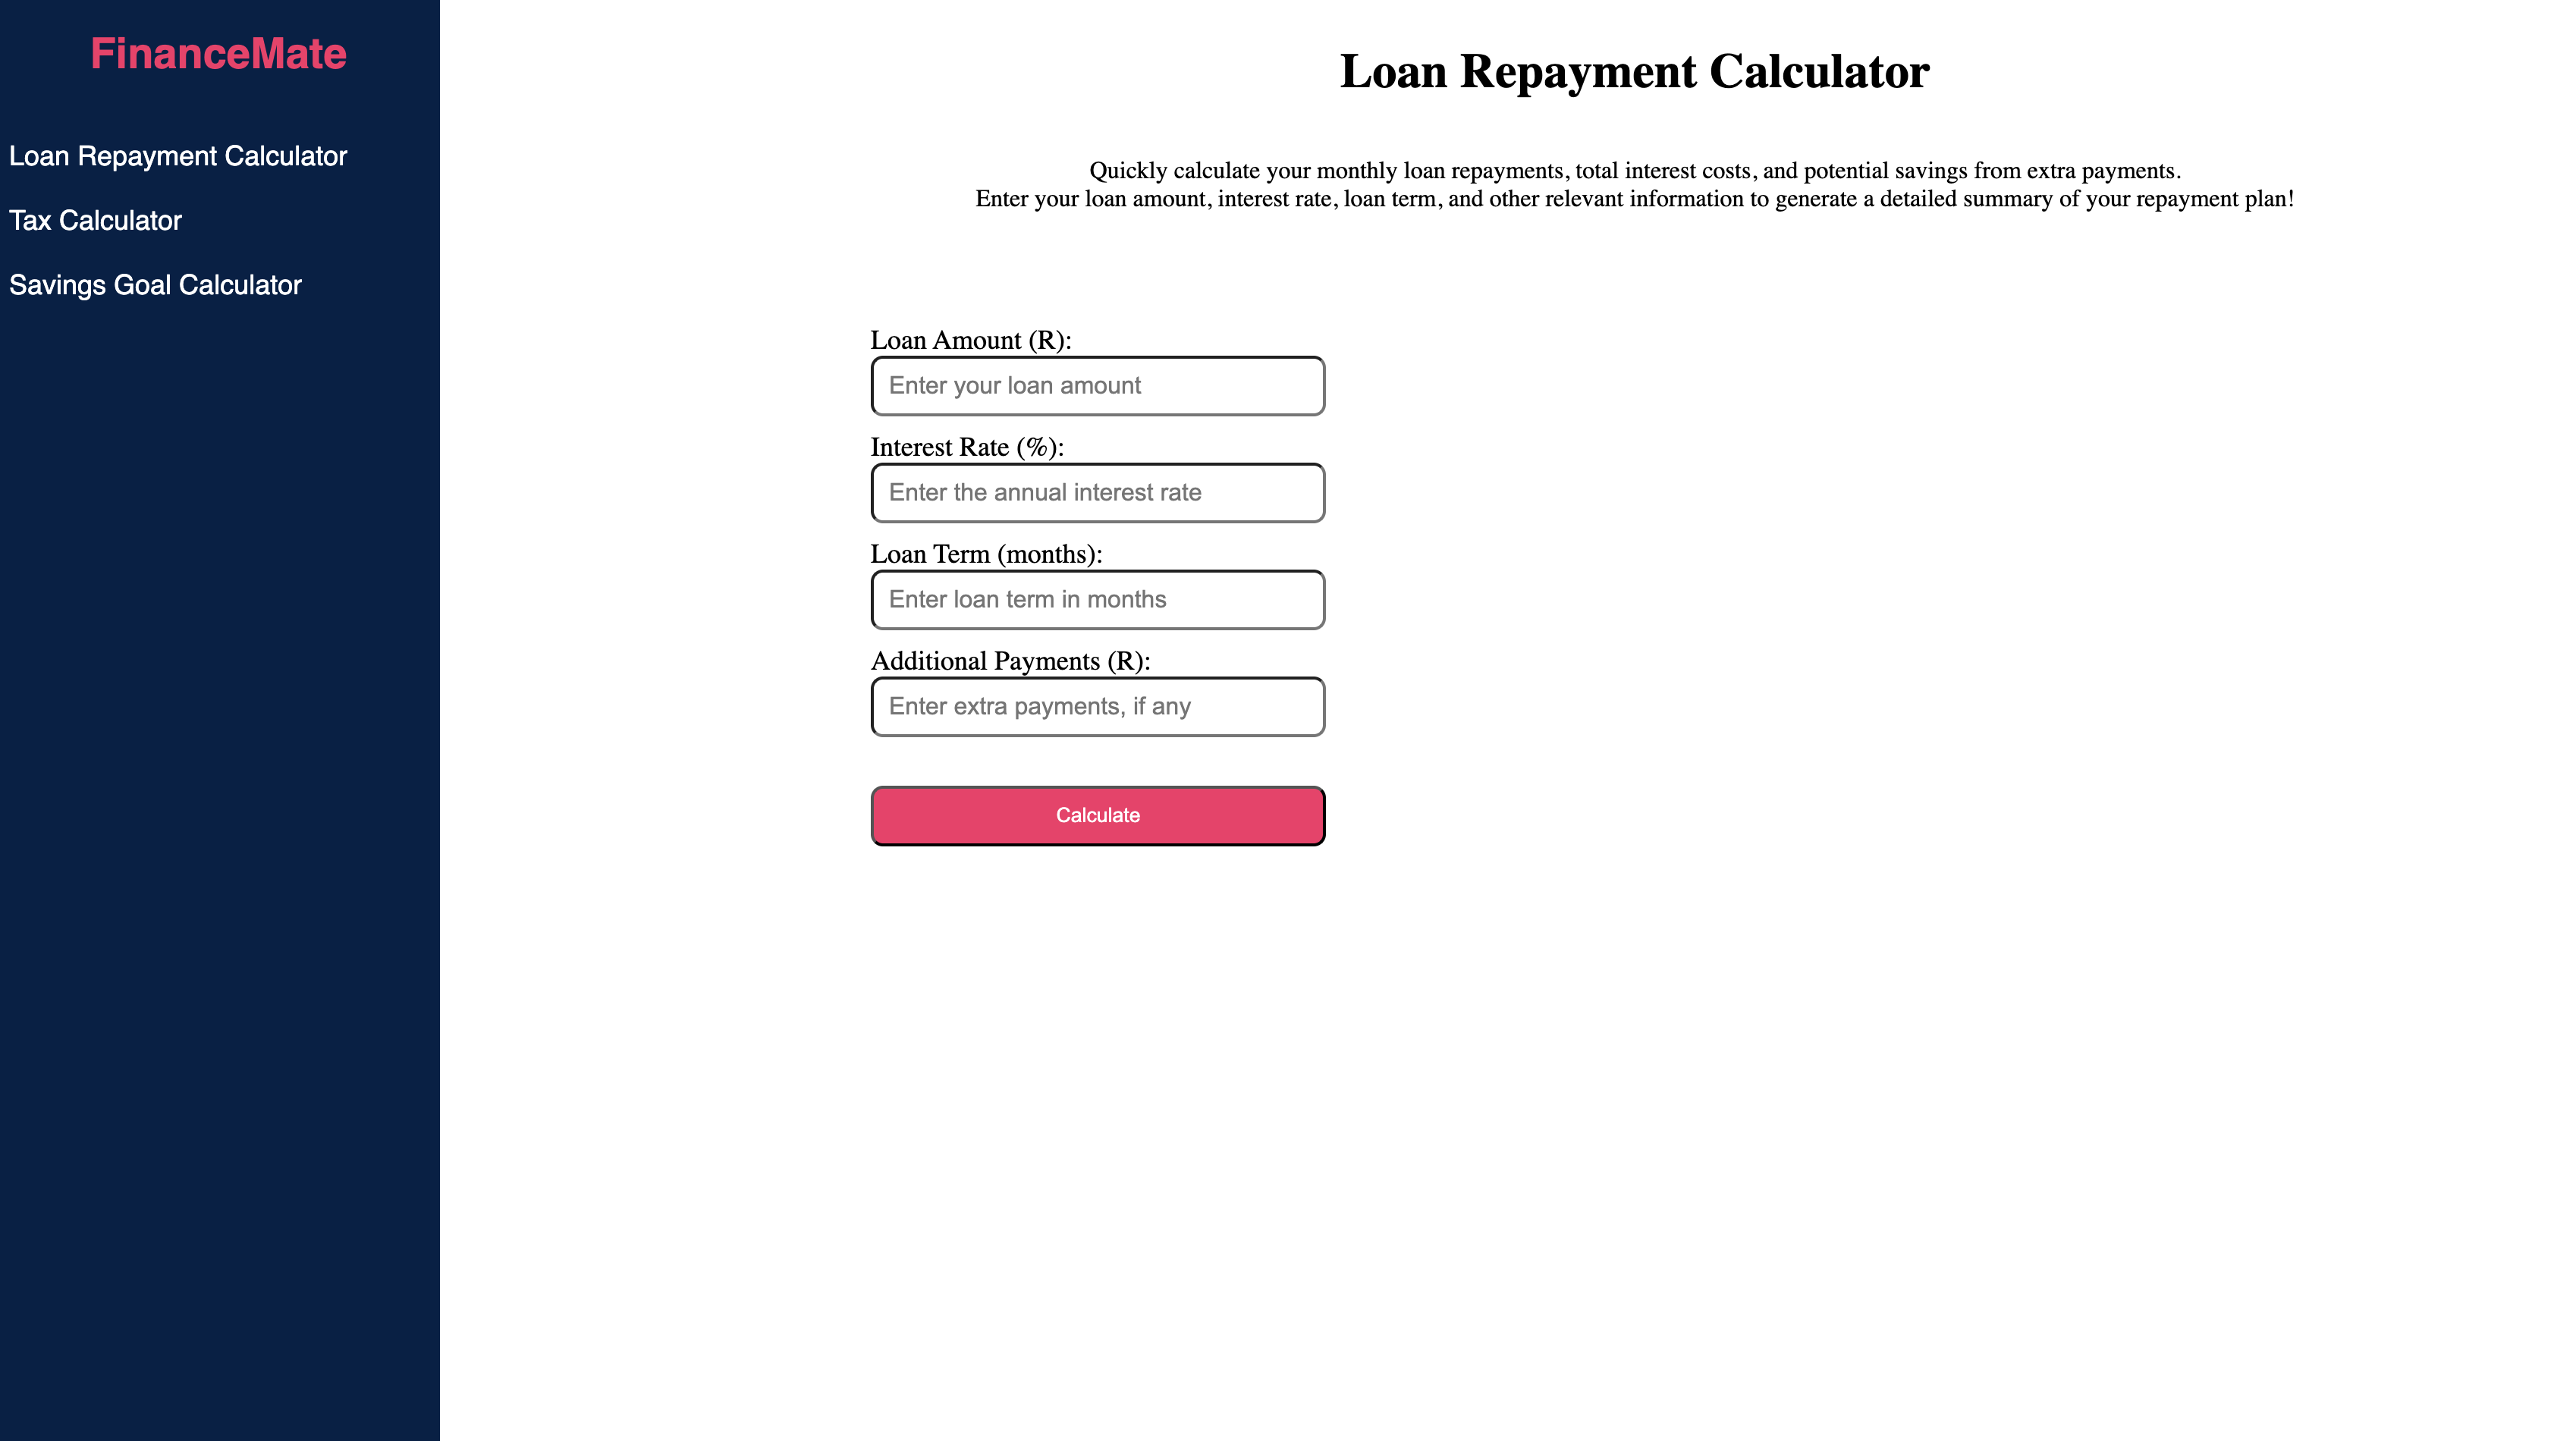 FinanceMate
Loan Repayment Calculator
Tax Calculator
Savings Goal Calculator
Loan Repayment Calculator
Quickly calculate your monthly loan repayments, total interest costs, and potential savings from extra payments.
Enter your loan amount, interest rate, loan term, and other relevant information to generate a detailed summary of your repayment plan!
Loan Amount (R):
Enter your loan amount
Interest Rate (%):
Enter the annual interest rate
Loan Term (months):
Enter loan term in months
Additional Payments (R):
Enter extra payments, if any
Calculate